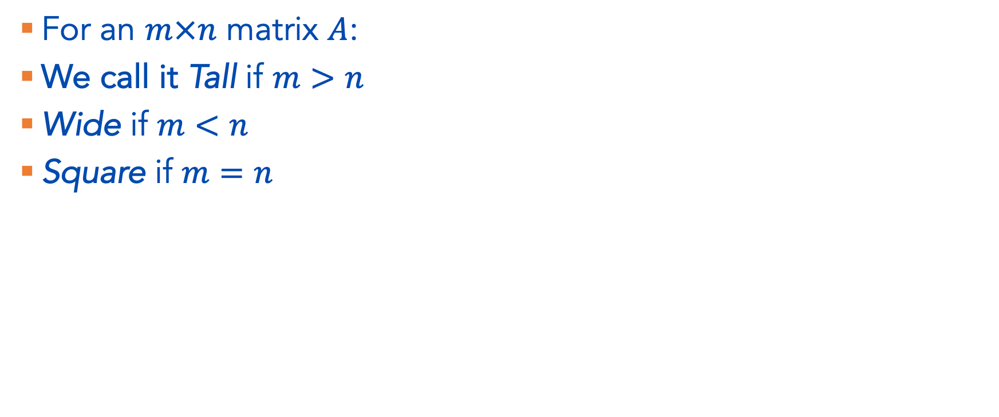 ▪ For an m×n matrix A:
▪ We call it Tall if m > n
▪ Wide if m < n
▪ Square if m = n